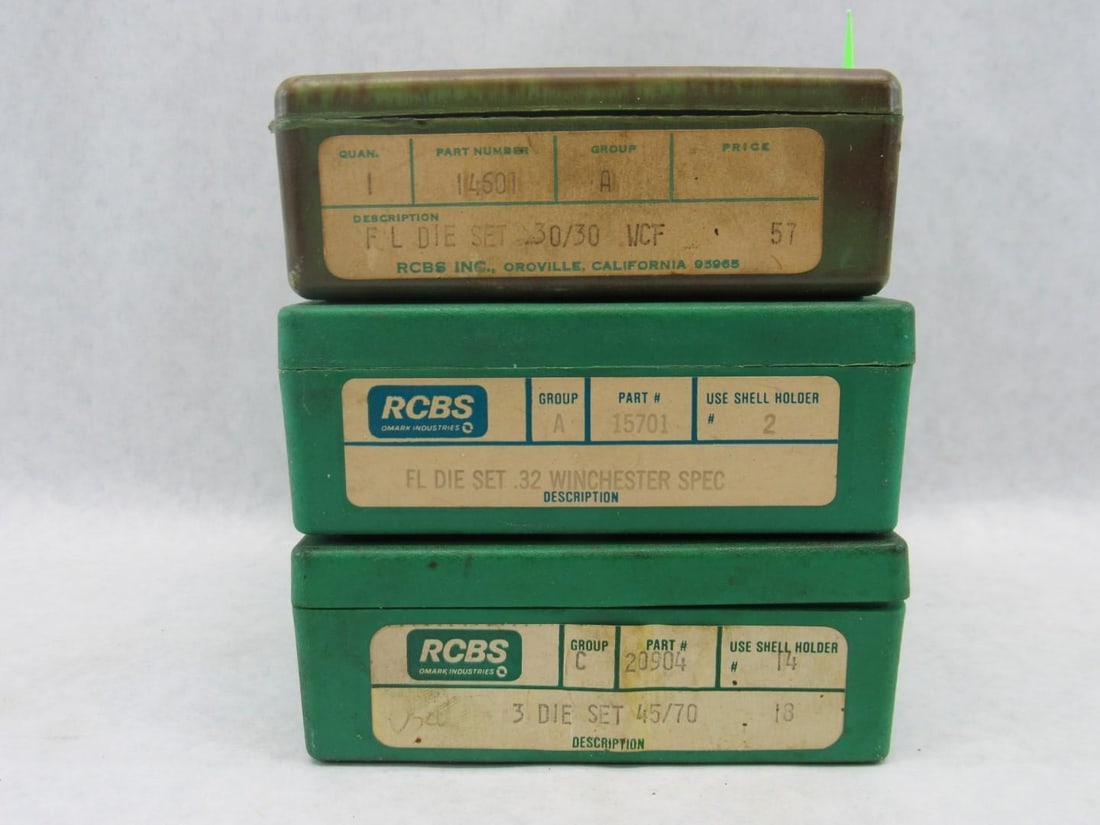 QUAN. PART NUMBER GROUP PRICE
1 14601 A
DESCRIPTION
F L DIE SET .30/30 WCF 57
RCBS INC., OROVILLE, CALIFORNIA 95965
RCBS GROUP PART # USE SHELL HOLDER
OMARK INDUSTRIES A 15701 # 2
FL DIE SET .32 WINCHESTER SPEC
DESCRIPTION
RCBS GROUP PART # USE SHELL HOLDER
OMARK INDUSTRIES C 20904 # 14
3 DIE SET 45/70 18
DESCRIPTION